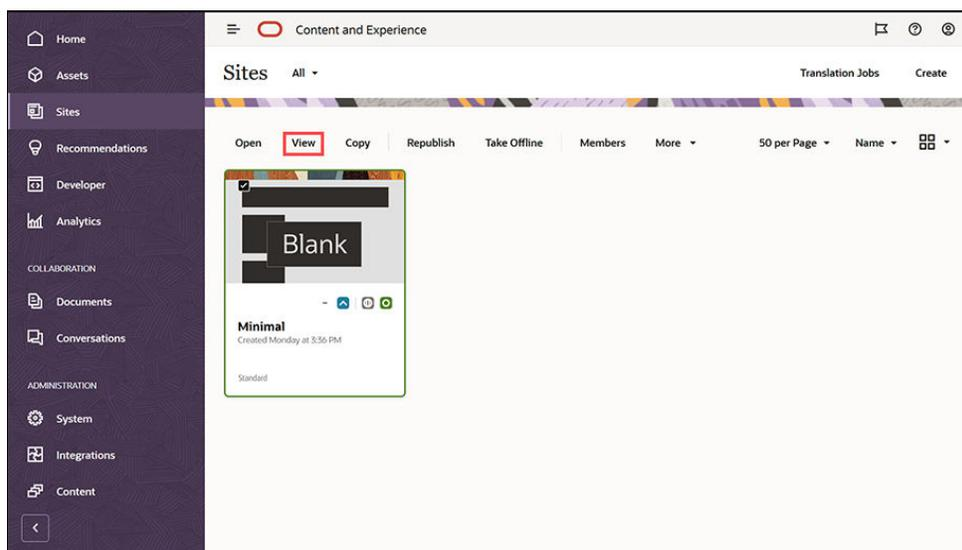 Home
Assets
Sites
Recommendations
Developer
Analytics
COLLABORATION
Documents
Conversations
ADMINISTRATION
System
Integrations
Content
Content and Experience
Sites All Translation Jobs Create
Open View Copy Republish Take Offline Members More 50 per Page Name
Blank
Minimal
Created Monday at 3:36 PM
Standard